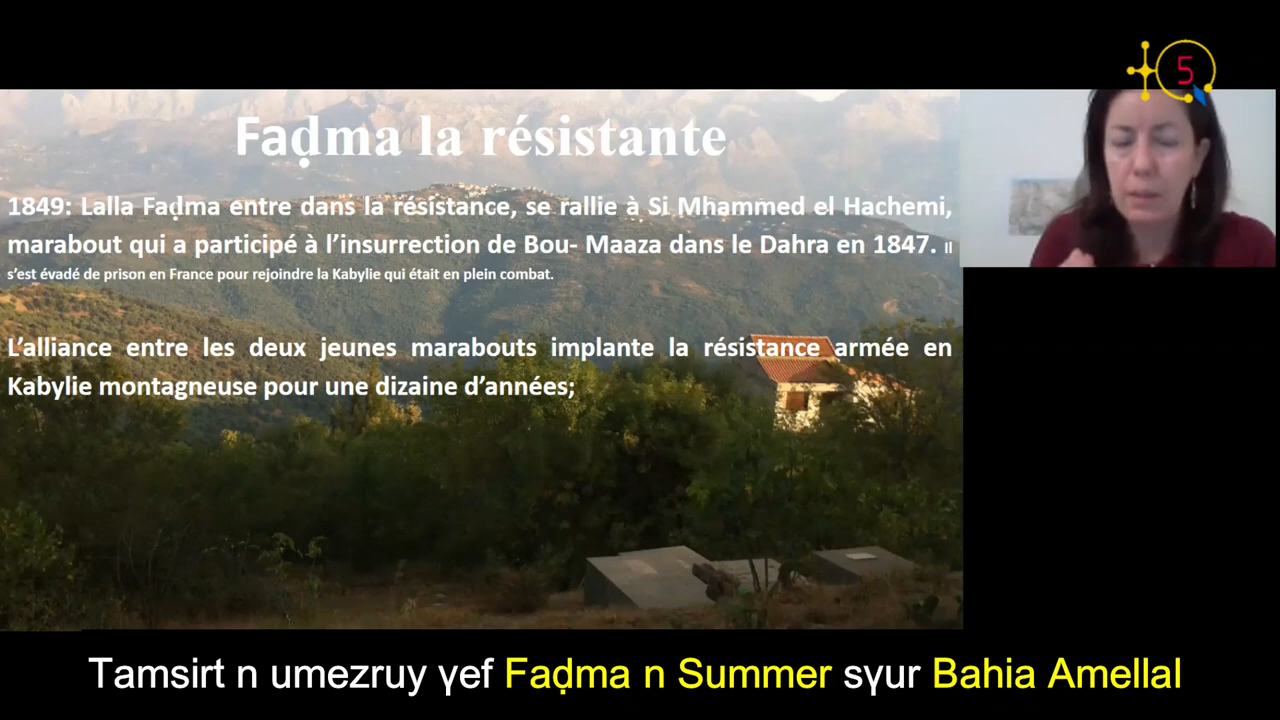 5
Faḍma la résistante
1849: Lalla Faḍma entre dans la résistance, se rallie à Si Mhammed el Hachemi,
marabout qui a participé à l’insurrection de Bou- Maaza dans le Dahra en 1847. Il
s’est évadé de prison en France pour rejoindre la Kabylie qui était en plein combat.
L’alliance entre les deux jeunes marabouts implante la résistance armée en
Kabylie montagneuse pour une dizaine d’années;
Tamsirt n umezruy γef Faḍma n Summer sγur Bahia Amellal